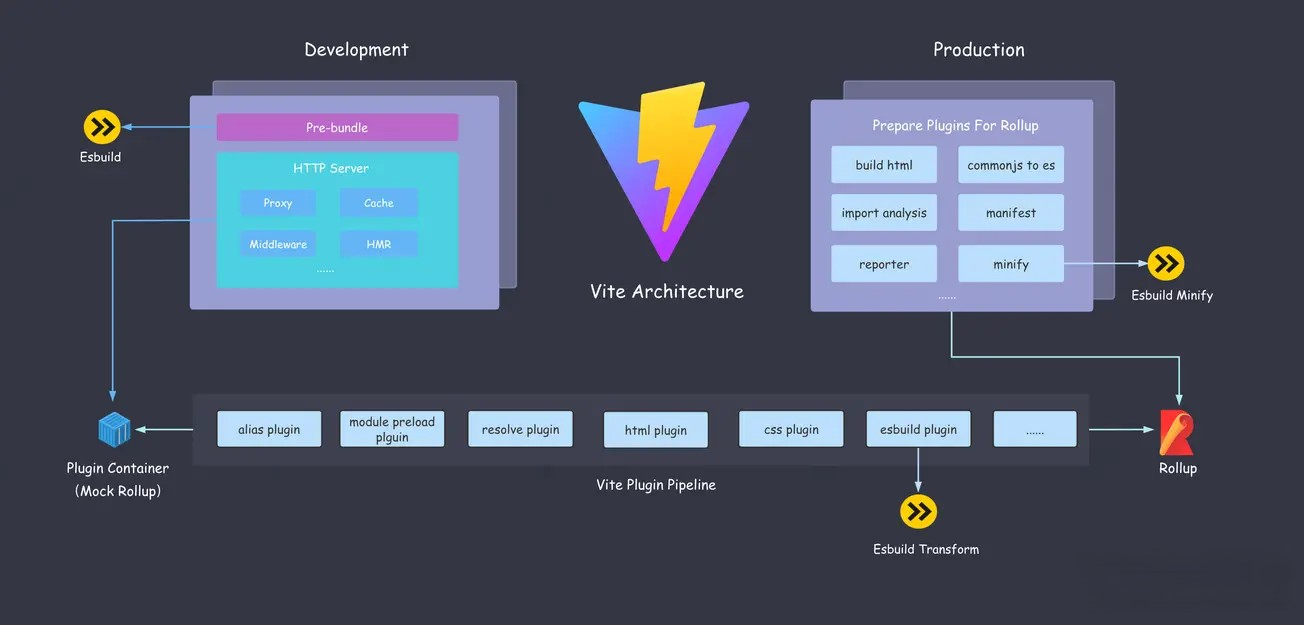 Development
Production
Esbuild
Pre-bundle
HTTP Server
Proxy
Cache
Middleware
HMR
......
Vite Architecture
Prepare Plugins For Rollup
build html
commonjs to es
import analysis
manifest
reporter
minify
......
Esbuild Minify
Plugin Container
(Mock Rollup)
alias plugin
module preload
plguin
resolve plugin
html plugin
css plugin
esbuild plugin
......
Rollup
Vite Plugin Pipeline
Esbuild Transform